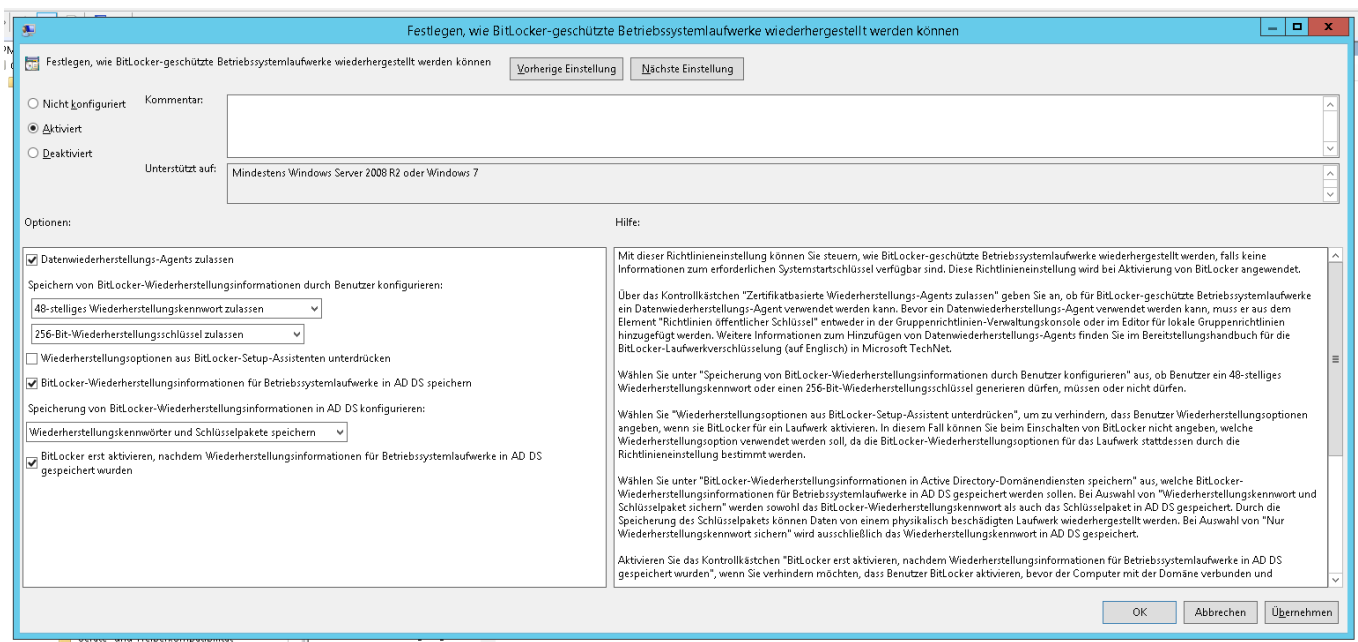 Festlegen, wie BitLocker-geschützte Betriebssystemlaufwerke wiederhergestellt werden können
Festlegen, wie BitLocker-geschützte Betriebssystemlaufwerke wiederhergestellt werden können
Vorherige Einstellung
Nächste Einstellung
Nicht konfiguriert
Kommentar:
Aktiviert
Deaktiviert
Unterstützt auf:
Mindestens Windows Server 2008 R2 oder Windows 7
Optionen:
Hilfe:
Datenwiederherstellungs-Agents zulassen
Speichern von BitLocker-Wiederherstellungsinformationen durch Benutzer konfigurieren:
48-stelliges Wiederherstellungskennwort zulassen
256-Bit-Wiederherstellungsschlüssel zulassen
Wiederherstellungsoptionen aus BitLocker-Setup-Assistenten unterdrücken
BitLocker-Wiederherstellungsinformationen für Betriebssystemlaufwerke in AD DS speichern
Speicherung von BitLocker-Wiederherstellungsinformationen in AD DS konfigurieren:
Wiederherstellungskennwörter und Schlüsselpakete speichern
BitLocker erst aktivieren, nachdem Wiederherstellungsinformationen für Betriebssystemlaufwerke in AD DS
gespeichert wurden
Mit dieser Richtlinieneinstellung können Sie steuern, wie BitLocker-geschützte Betriebssystemlaufwerke wiederhergestellt werden, falls keine
Informationen zum erforderlichen Systemstartschlüssel verfügbar sind. Diese Richtlinieneinstellung wird bei Aktivierung von BitLocker angewendet.
Über das Kontrollkästchen "Zertifikatbasierte Wiederherstellungs-Agents zulassen" geben Sie an, ob für BitLocker-geschützte Betriebssystemlaufwerke
ein Datenwiederherstellungs-Agent verwendet werden kann. Bevor ein Datenwiederherstellungs-Agent verwendet werden kann, muss er aus dem
Element "Richtlinien öffentlicher Schlüssel" entweder in der Gruppenrichtlinien-Verwaltungskonsole oder im Editor für lokale Gruppenrichtlinien
hinzugefügt werden. Weitere Informationen zum Hinzufügen von Datenwiederherstellungs-Agents finden Sie im Bereitstellungshandbuch für die
BitLocker-Laufwerkverschlüsselung (auf Englisch) in Microsoft TechNet.
Wählen Sie unter "Speicherung von BitLocker-Wiederherstellungsinformationen durch Benutzer konfigurieren" aus, ob Benutzer ein 48-stelliges
Wiederherstellungskennwort oder einen 256-Bit-Wiederherstellungsschlüssel generieren dürfen, müssen oder nicht dürfen.
Wählen Sie "Wiederherstellungsoptionen aus BitLocker-Setup-Assistent unterdrücken", um zu verhindern, dass Benutzer Wiederherstellungsoptionen
angeben, wenn sie BitLocker für ein Laufwerk aktivieren. In diesem Fall können Sie beim Einschalten von BitLocker nicht angeben, welche
Wiederherstellungsoption verwendet werden soll, da die BitLocker-Wiederherstellungsoptionen für das Laufwerk stattdessen durch die
Richtlinieneinstellung bestimmt werden.
Wählen Sie unter "BitLocker-Wiederherstellungsinformationen in Active Directory-Domänendiensten speichern" aus, welche BitLocker-
Wiederherstellungsinformationen für Betriebssystemlaufwerke in AD DS gespeichert werden sollen. Bei Auswahl von "Wiederherstellungskennwort und
Schlüsselpaket sichern" werden sowohl das BitLocker-Wiederherstellungskennwort als auch das Schlüsselpaket in AD DS gespeichert. Durch die
Speicherung des Schlüsselpakets können Daten von einem physikalisch beschädigten Laufwerk wiederhergestellt werden. Bei Auswahl von "Nur
Wiederherstellungskennwort sichern" wird ausschließlich das Wiederherstellungskennwort in AD DS gespeichert.
Aktivieren Sie das Kontrollkästchen "BitLocker erst aktivieren, nachdem Wiederherstellungsinformationen für Betriebssystemlaufwerke in AD DS
gespeichert wurden", wenn Sie verhindern möchten, dass Benutzer BitLocker aktivieren, bevor der Computer mit der Domäne verbunden und
OK
Abbrechen
Übernehmen